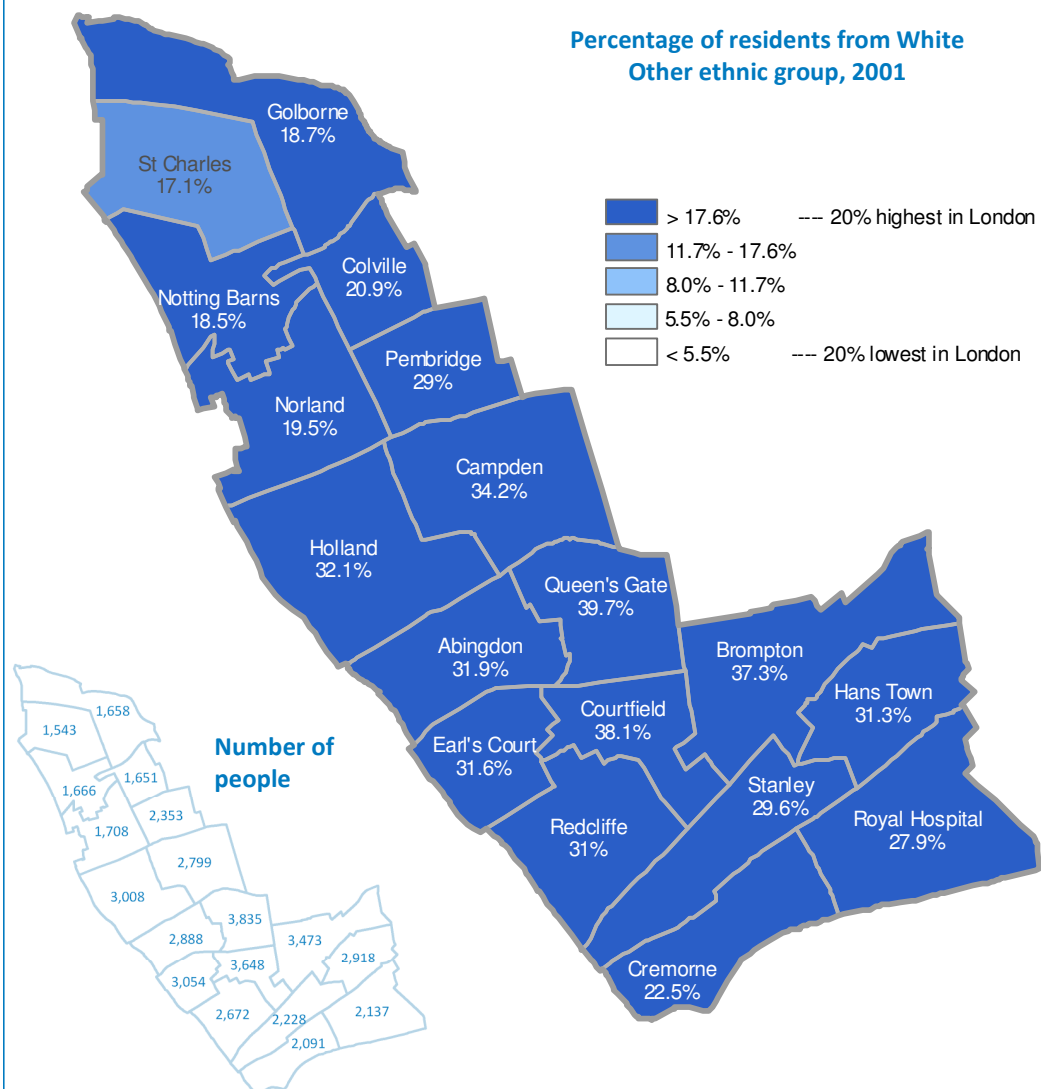 Percentage of residents from White
Other ethnic group, 2001
Golborne
18.7%
St Charles
17.1%
> 17.6% ---- 20% highest in London
11.7% - 17.6%
8.0% - 11.7%
5.5% - 8.0%
< 5.5% ---- 20% lowest in London
Colville
20.9%
Notting Barns
18.5%
Pembridge
29%
Norland
19.5%
Campden
34.2%
Holland
32.1%
Queen's Gate
39.7%
Abingdon
31.9%
Brompton
37.3%
Hans Town
31.3%
Courtfield
38.1%
Earl's Court
31.6%
Stanley
29.6%
Royal Hospital
27.9%
Redcliffe
31%
Cremorne
22.5%
Number of
people
1,658
1,543
1,651
1,666
2,353
1,708
2,799
3,008
3,835
2,888
3,473
2,918
3,648
3,054
2,672
2,228
2,137
2,091